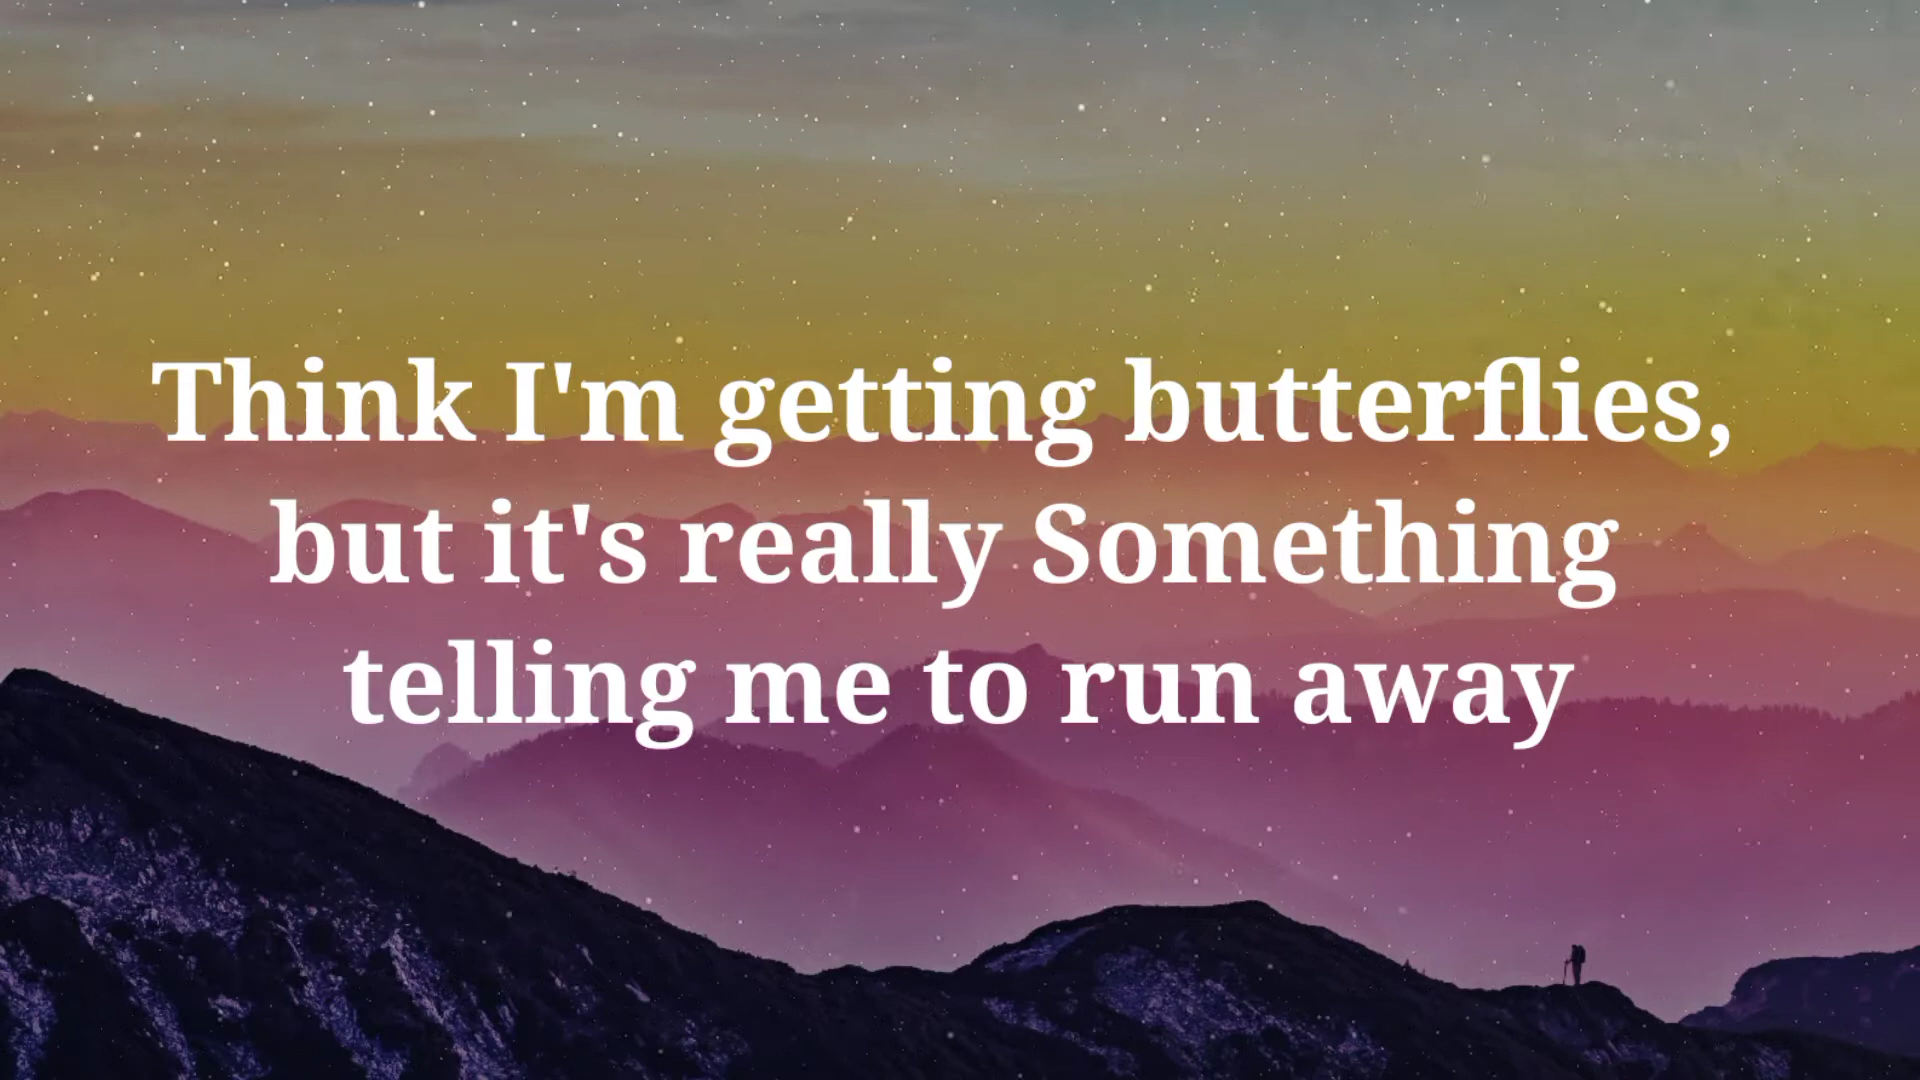 Think I'm getting butterflies,
but it's really Something
telling me to run away